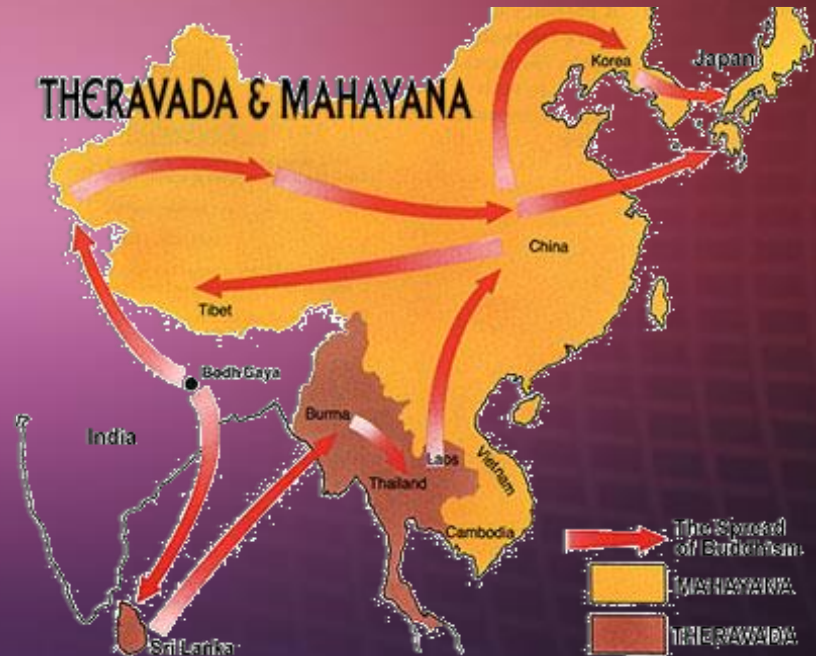 THERAVADA & MAHAYANA
Korea
Japan
China
Tibet
Bodh Gaya
India
Burma
Laos
Vietnam
Thailand
Cambodia
Sri Lanka
The Spread
of Buddhism
MAHAYANA
THERAVADA